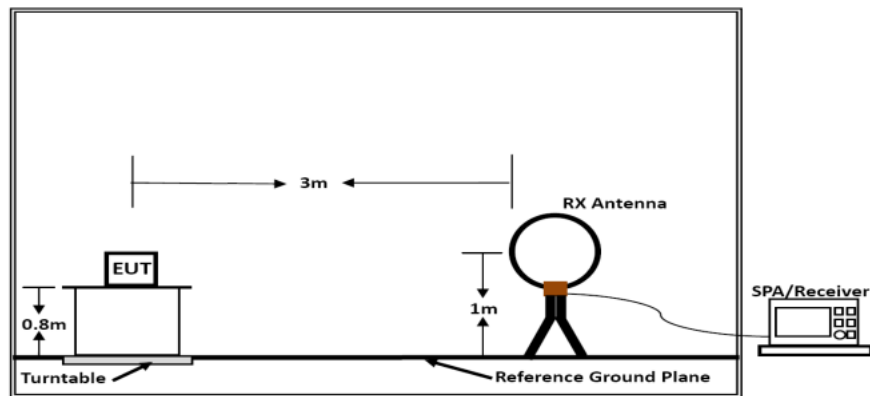 3m
RX Antenna
EUT
SPA/Receiver
0.8m
1m
Turntable
Reference Ground Plane